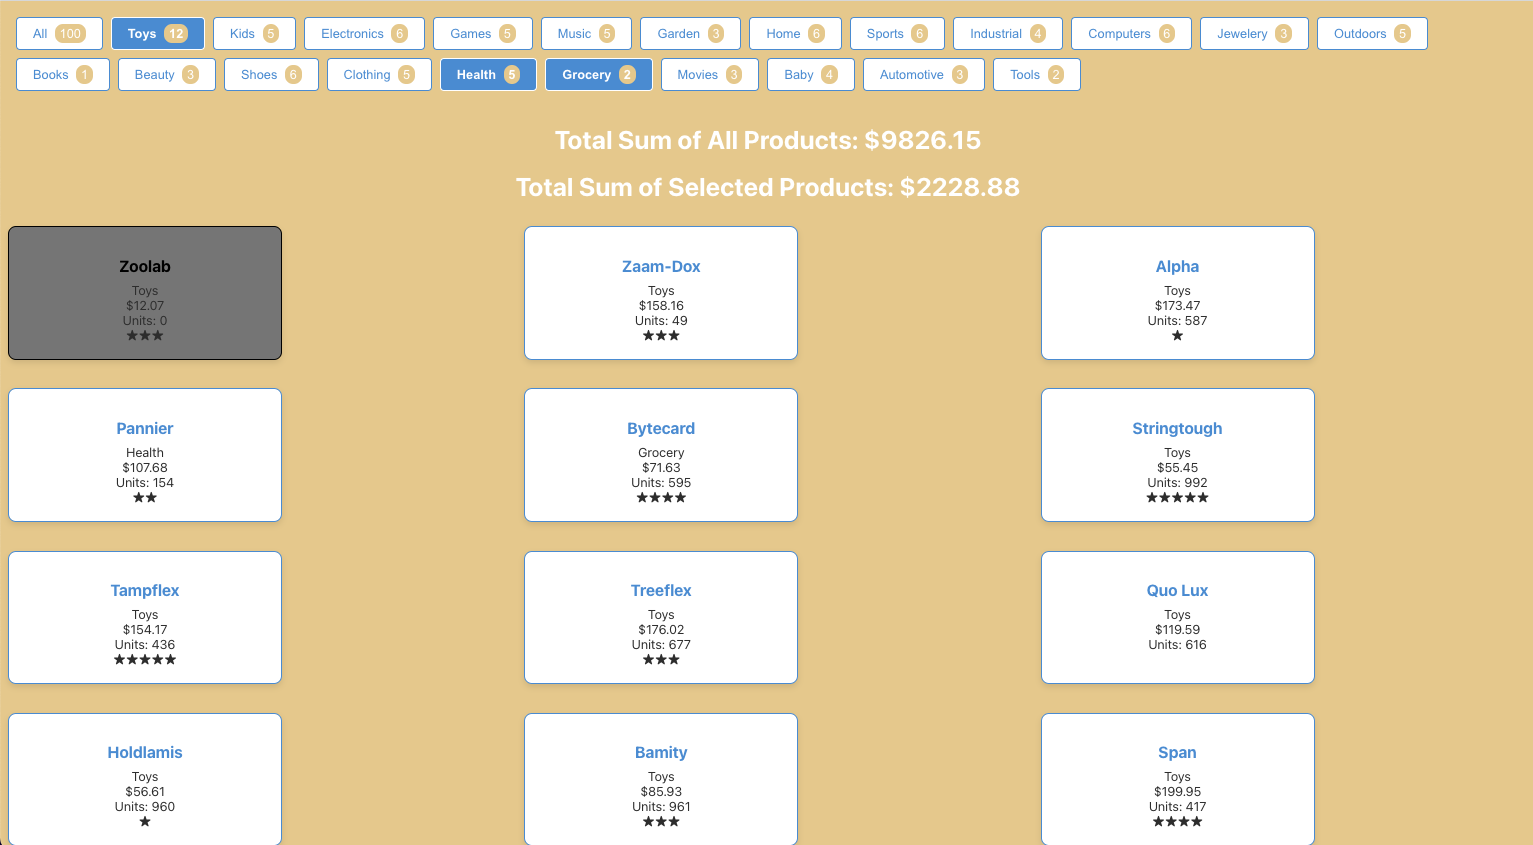 All 100 Toys 12 Kids 5 Electronics 6 Games 5 Music 5 Garden 3 Home 6 Sports 6 Industrial 4 Computers 6 Jewelery 3 Outdoors 5
Books 1 Beauty 3 Shoes 6 Clothing 5 Health 5 Grocery 2 Movies 3 Baby 4 Automotive 3 Tools 2
Total Sum of All Products: $9826.15
Total Sum of Selected Products: $2228.88
Zoolab
Toys
$12.07
Units: 0
★★★
Zaam-Dox
Toys
$158.16
Units: 49
★★★
Alpha
Toys
$173.47
Units: 587
★
Pannier
Health
$107.68
Units: 154
★★
Bytecard
Grocery
$71.63
Units: 595
★★★★
Stringtough
Toys
$55.45
Units: 992
★★★★★
Tampflex
Toys
$154.17
Units: 436
★★★★★
Treeflex
Toys
$176.02
Units: 677
★★★
Quo Lux
Toys
$119.59
Units: 616
Holdlamis
Toys
$56.61
Units: 960
★
Bamity
Toys
$85.93
Units: 961
★★★
Span
Toys
$199.95
Units: 417
★★★★